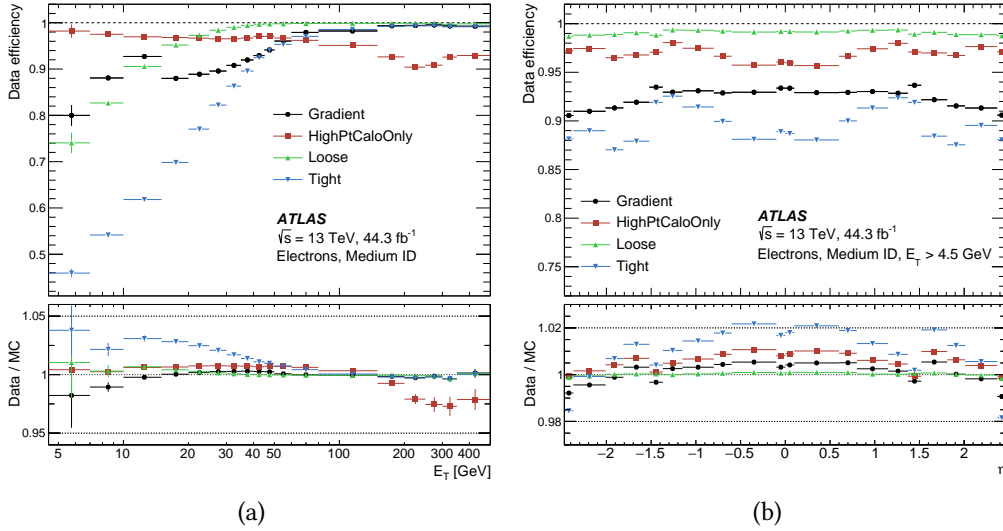 Data efficiency
1
0.9
0.8
0.7
0.6
0.5
Gradient
HighPtCaloOnly
Loose
Tight
ATLAS
√s = 13 TeV, 44.3 fb⁻¹
Electrons, Medium ID
Data / MC
1.05
1
0.95
5 6 7 8 10 20 30 40 50 100 200 300 400
E_T [GeV]
(a)
Data efficiency
1
0.95
0.9
0.85
0.8
0.75
Gradient
HighPtCaloOnly
Loose
Tight
ATLAS
√s = 13 TeV, 44.3 fb⁻¹
Electrons, Medium ID, E_T > 4.5 GeV
Data / MC
1.02
1
0.98
−2 −1.5 −1 −0.5 0 0.5 1 1.5 2
η
(b)